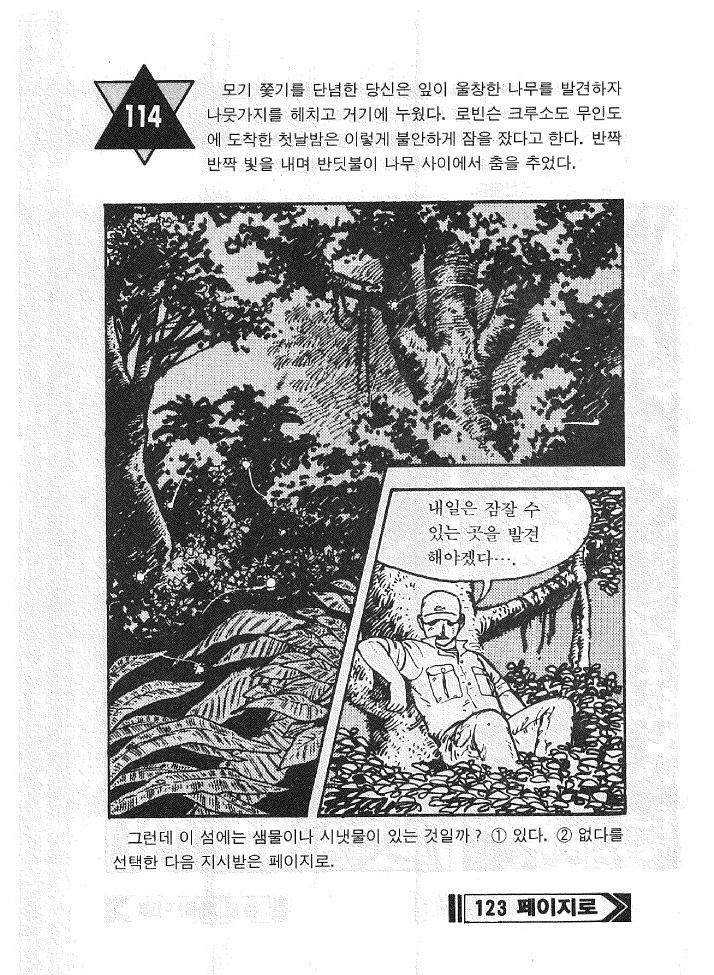 114
모기 쫓기를 단념한 당신은 잎이 울창한 나무를 발견하자
나뭇가지를 헤치고 거기에 누웠다. 로빈슨 크루소도 무인도
에 도착한 첫날밤은 이렇게 불안하게 잠을 잤다고 한다. 반짝
반짝 빛을 내며 반딧불이 나무 사이에서 춤을 추었다.
내일은 잠잘 수
있는 곳을 발견
해야겠다….
그런데 이 섬에는 샘물이나 시냇물이 있는 것일까? ① 있다. ② 없다를
선택한 다음 지시받은 페이지로.
123 페이지로